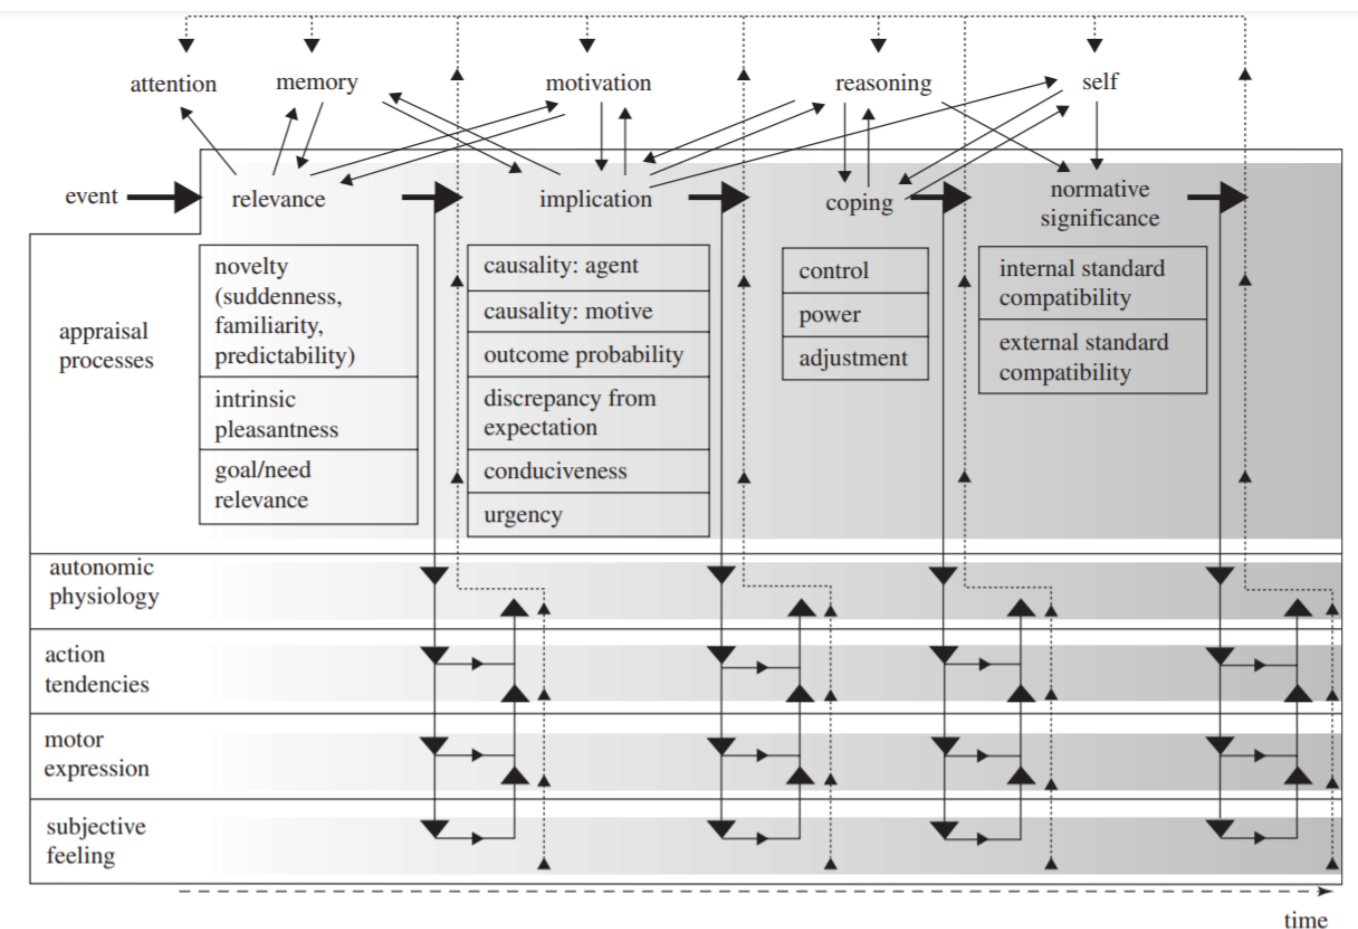 attention
memory
motivation
reasoning
self
event
relevance
implication
coping
normative
significance
appraisal
processes
novelty
(suddenness,
familiarity,
predictability)
intrinsic
pleasantness
goal/need
relevance
causality: agent
causality: motive
outcome probability
discrepancy from
expectation
conduciveness
urgency
control
power
adjustment
internal standard
compatibility
external standard
compatibility
autonomic
physiology
action
tendencies
motor
expression
subjective
feeling
time